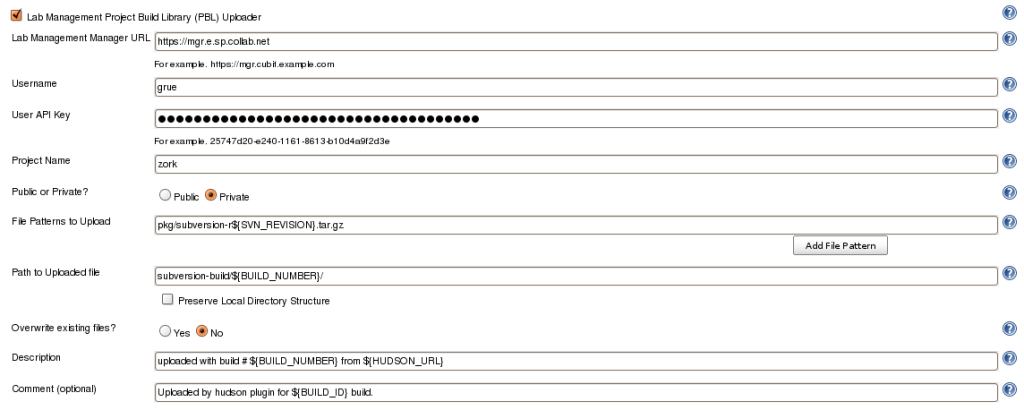 Lab Management Project Build Library (PBL) Uploader
Lab Management Manager URL https://mgr.e.sp.collab.net
For example, https://mgr.cubit.example.com
Username grue
User API Key ●●●●●●●●●●●●●●●●●●●●●●●●●●●●●●●●●●●●
For example, 25747d20-e240-1161-8613-b10d4a9f2d3e
Project Name zork
Public or Private? Public Private
File Patterns to Upload pkg/subversion-r${SVN_REVISION}.tar.gz
Add File Pattern
Path to Uploaded file subversion-build/${BUILD_NUMBER}/
Preserve Local Directory Structure
Overwrite existing files? Yes No
Description uploaded with build # ${BUILD_NUMBER} from ${HUDSON_URL}
Comment (optional) Uploaded by hudson plugin for ${BUILD_ID} build.